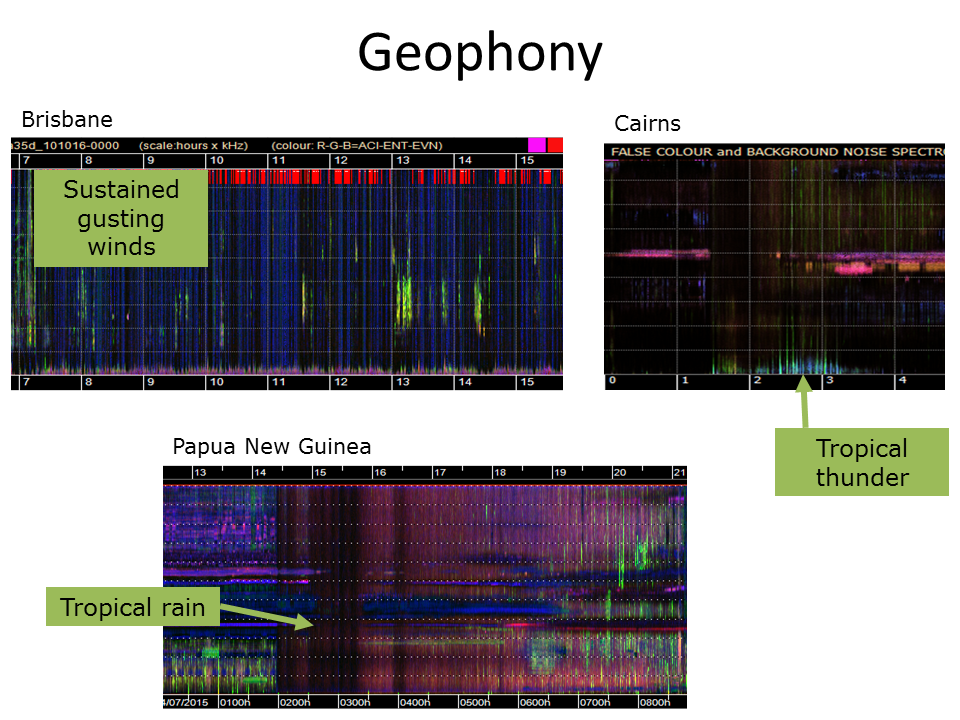 Geophony
Brisbane
Cairns
a35d_101016-0000 (scale:hours x kHz) (colour: R-G-B=ACI-ENT-EVN)
7 8 9 10 11 12 13 14 15
FALSE COLOUR and BACKGROUND NOISE
Sustained
gusting
winds
7 8 9 10 11 12 13 14 15
0 1 2 3 4
Tropical
thunder
Papua New Guinea
13 14 15 16 17 18 19 20 21
Tropical rain
4/07/2015 0100h 0200h 0300h 0400h 0500h 0600h 0700h 0800h